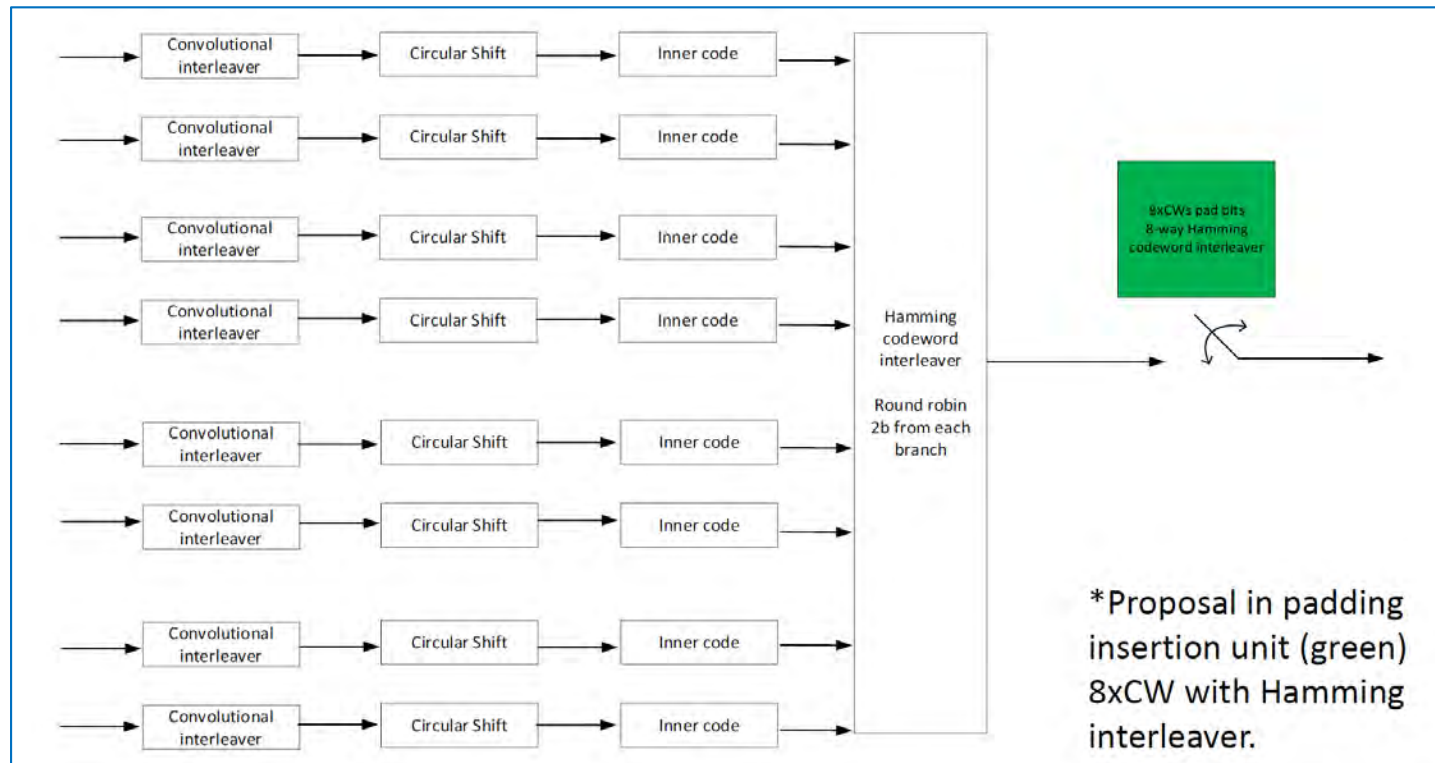 Convolutional
interleaver
Circular Shift
Inner code
Convolutional
interleaver
Circular Shift
Inner code
Convolutional
interleaver
Circular Shift
Inner code
Convolutional
interleaver
Circular Shift
Inner code
Convolutional
interleaver
Circular Shift
Inner code
Convolutional
interleaver
Circular Shift
Inner code
Convolutional
interleaver
Circular Shift
Inner code
Convolutional
interleaver
Circular Shift
Inner code
Hamming
codeword
interleaver
Round robin
2b from each
branch
8xCWs pad bits
8-way Hamming
codeword interleaver
*Proposal in padding
insertion unit (green)
8xCW with Hamming
interleaver.